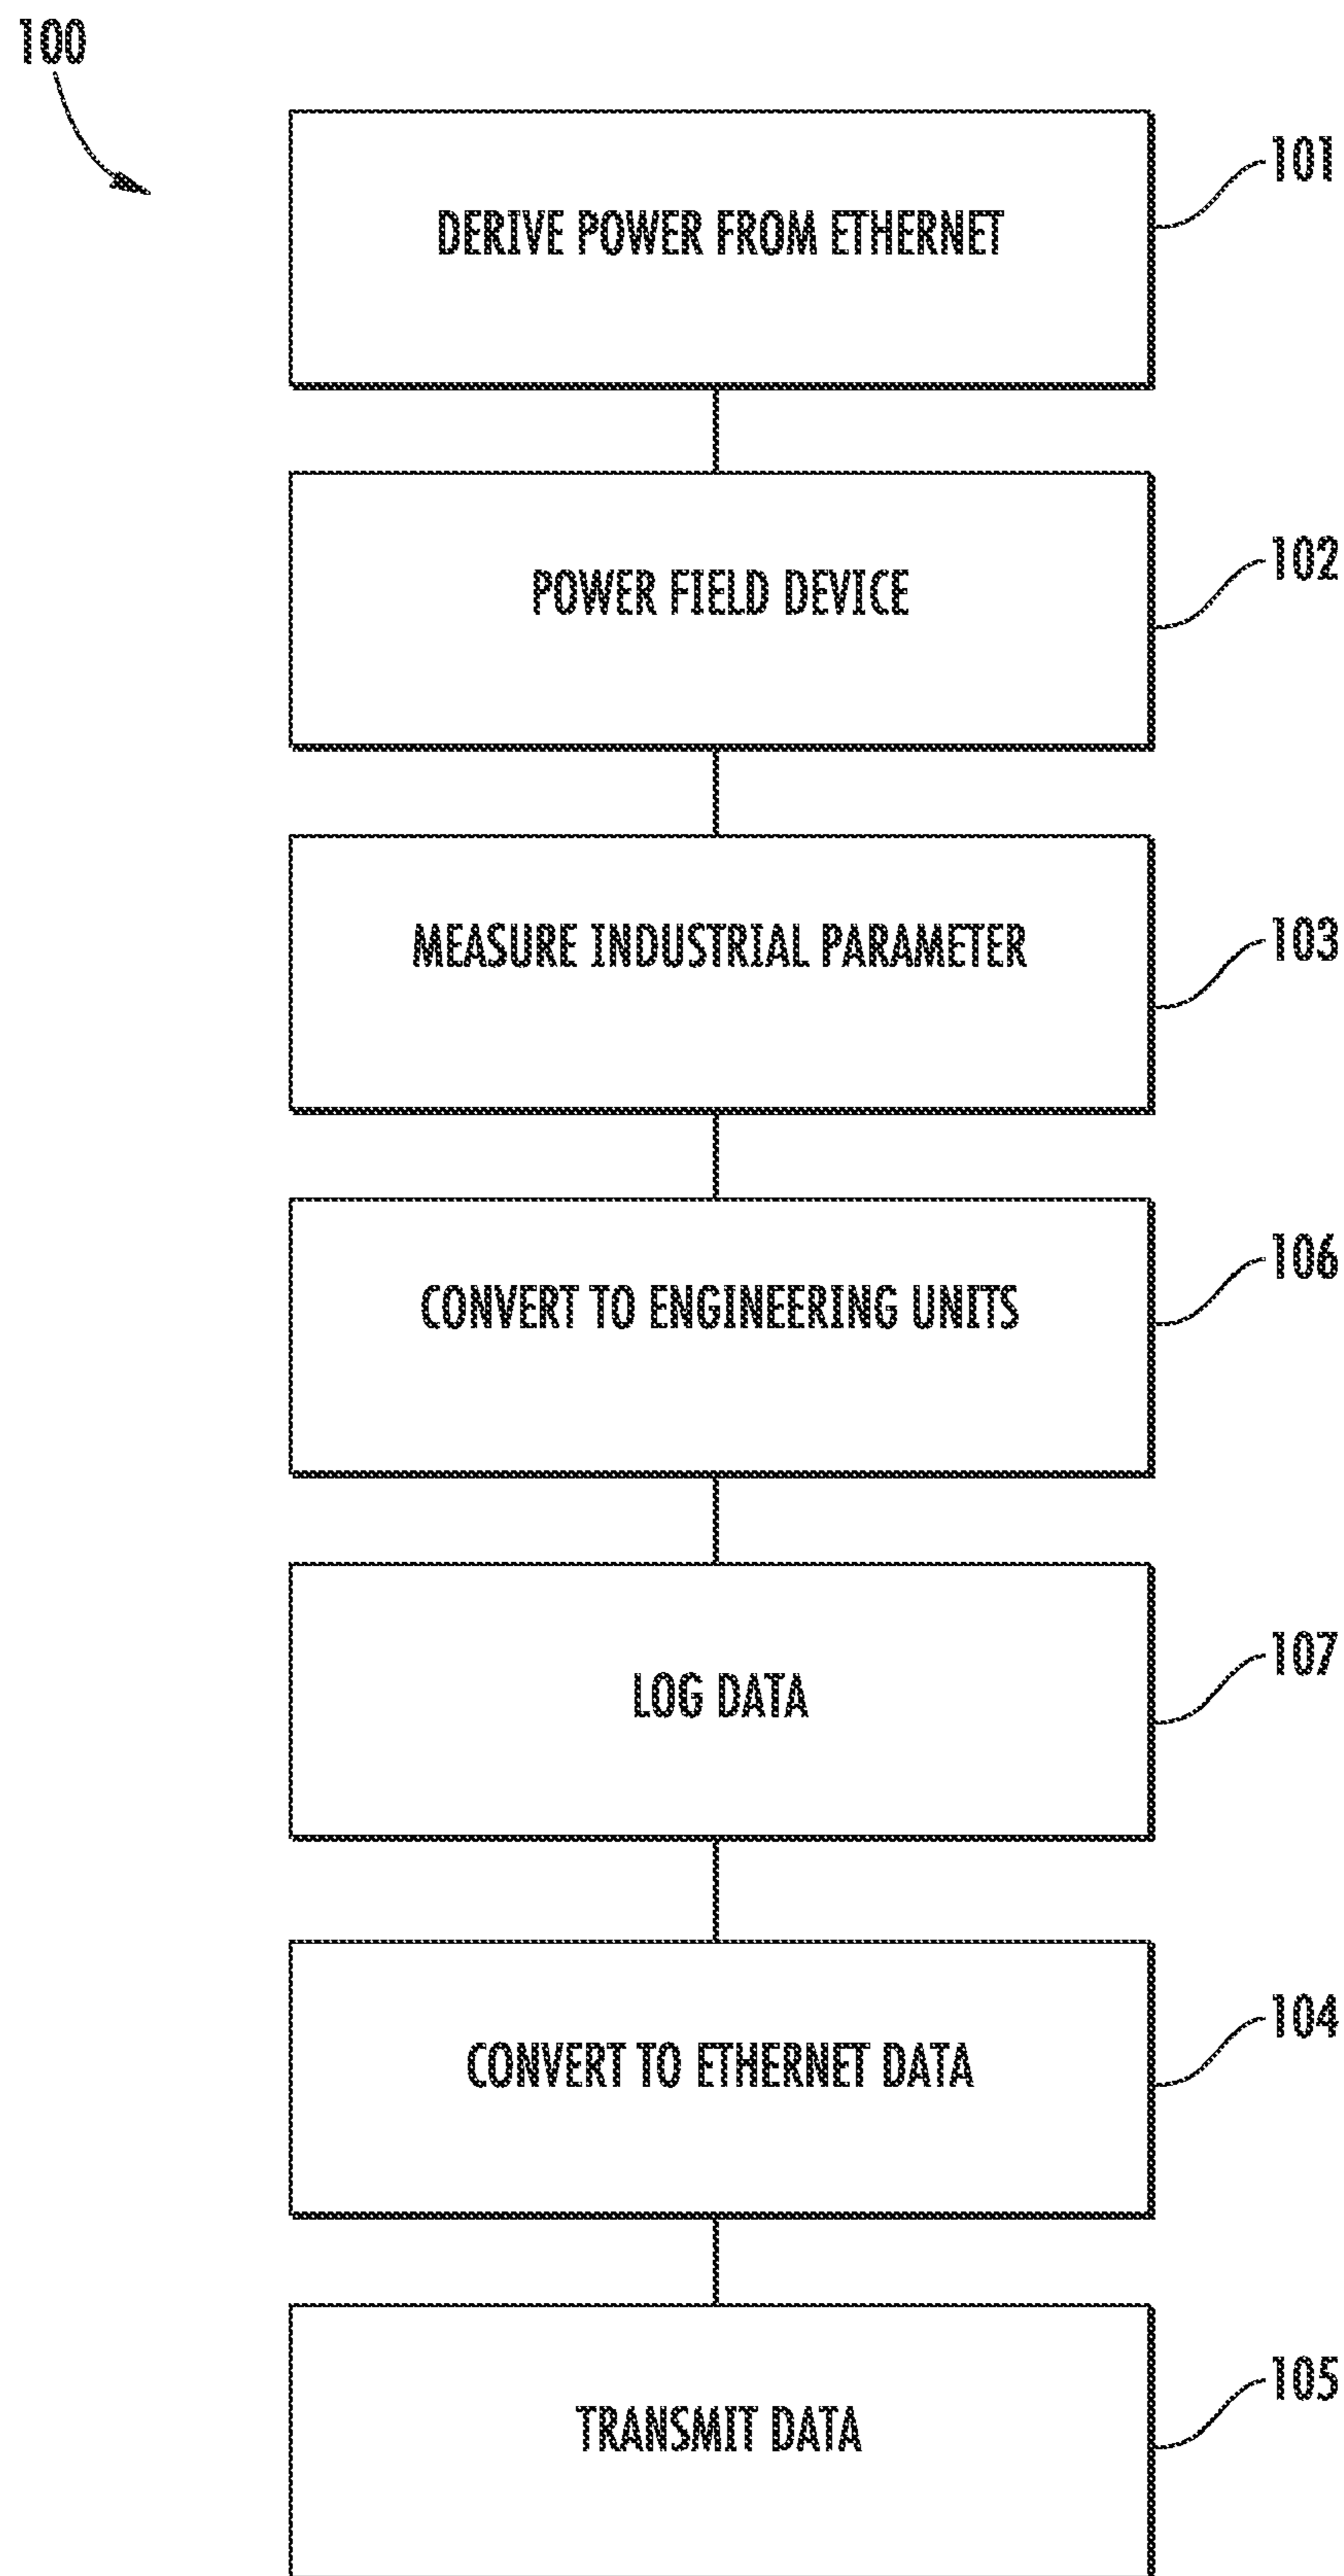 100
DERIVE POWER FROM ETHERNET
101
POWER FIELD DEVICE
102
MEASURE INDUSTRIAL PARAMETER
103
CONVERT TO ENGINEERING UNITS
106
LOG DATA
107
CONVERT TO ETHERNET DATA
104
TRANSMIT DATA
105